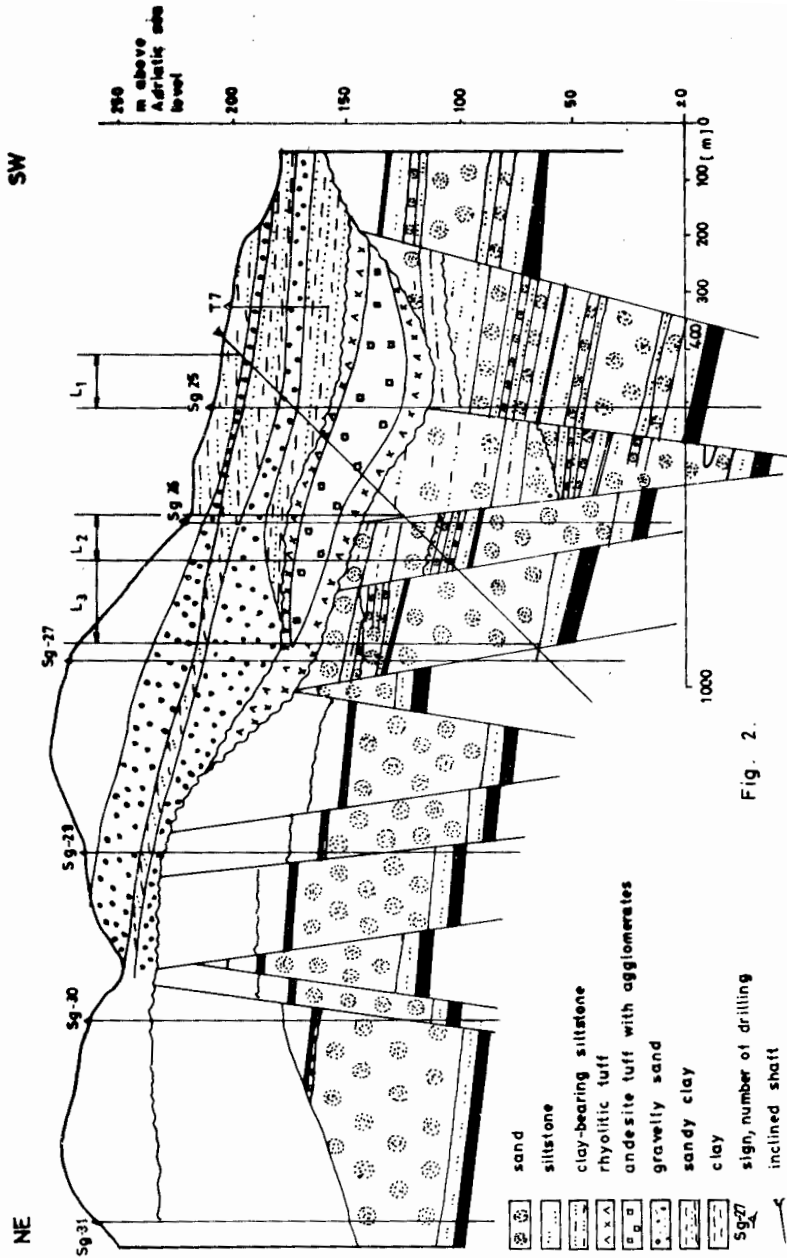 NE
SW
250
m above
Adriatic sea
level
200
150
100
50
±0
0
100 [m]
200
300
400
1000
Sg-31
Sg-30
Sg-28
Sg-27
Sg 26
Sg 25
T7
L3
L2
L1
sand
siltstone
clay-bearing siltstone
rhyolitic tuff
andesite tuff with agglomerates
gravelly sand
sandy clay
clay
Sg-27 sign, number of drilling
inclined shaft
Fig. 2.